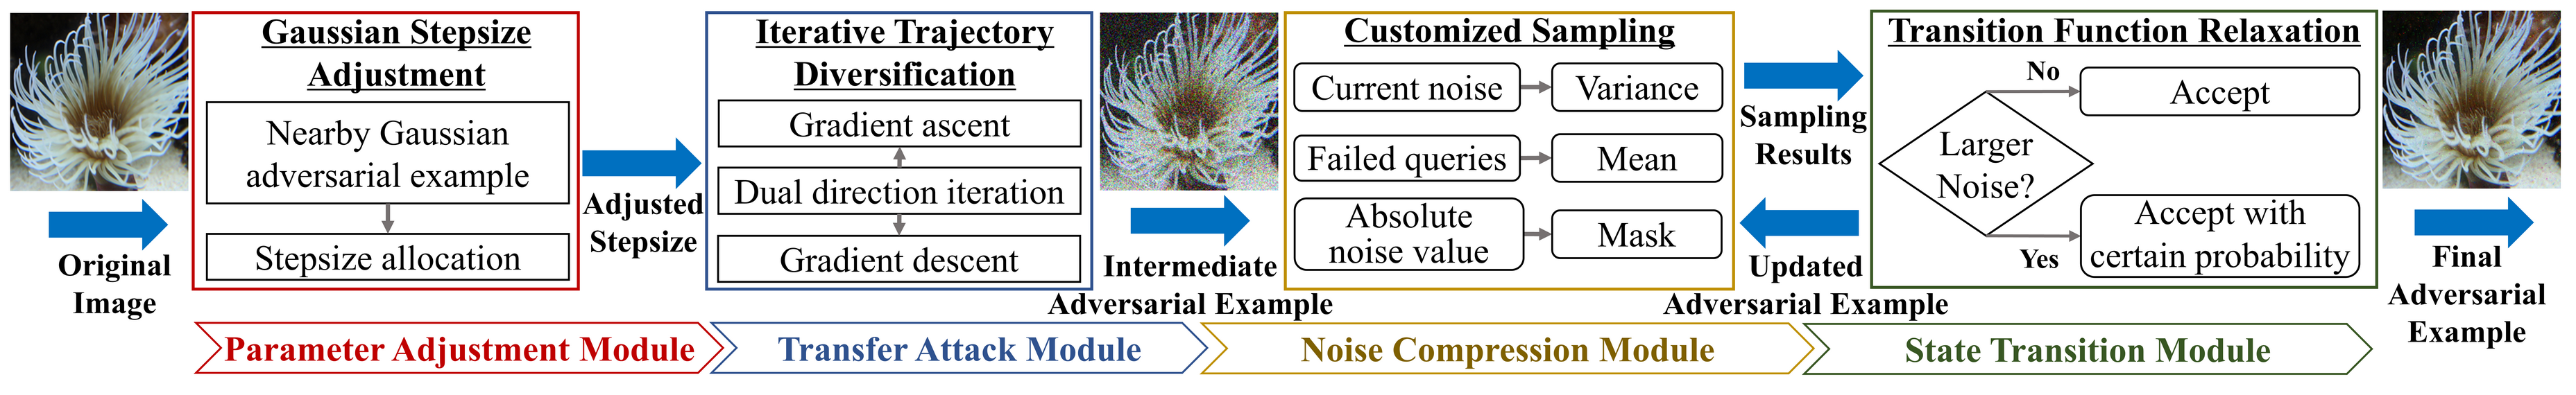 Original
Image
Gaussian Stepsize
Adjustment
Nearby Gaussian
adversarial example
Stepsize allocation
Adjusted
Stepsize
Iterative Trajectory
Diversification
Gradient ascent
Dual direction iteration
Gradient descent
Intermediate
Adversarial Example
Customized Sampling
Current noise
Variance
Failed queries
Mean
Absolute
noise value
Mask
Sampling
Results
Updated
Adversarial Example
Transition Function Relaxation
No
Accept
Larger
Noise?
Yes
Accept with
certain probability
Final
Adversarial
Example
Parameter Adjustment Module
Transfer Attack Module
Noise Compression Module
State Transition Module